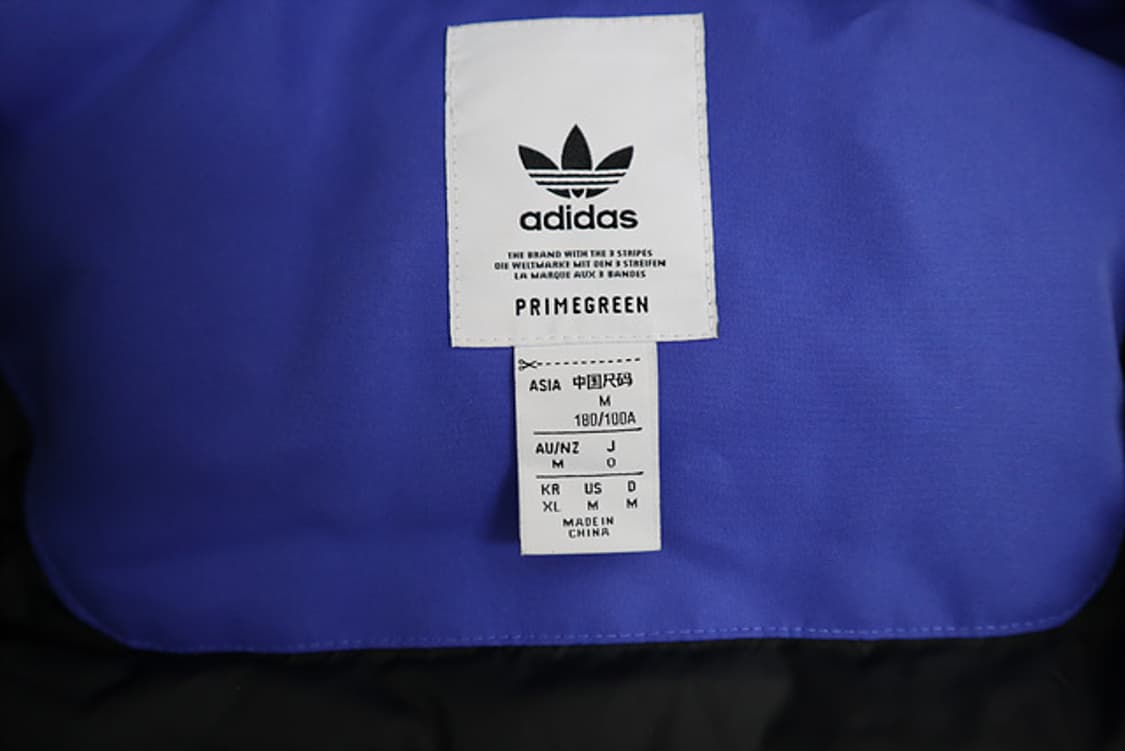 adidas
THE BRAND WITH THE 3 STRIPES
DIE WELTMARKE MIT DEN 3 STREIFEN
LA MARQUE AUX 3 BANDES
PRIMEGREEN
ASIA 中国尺码
M
180/100A
AU/NZ J
M O
KR US D
XL M M
MADE IN
CHINA